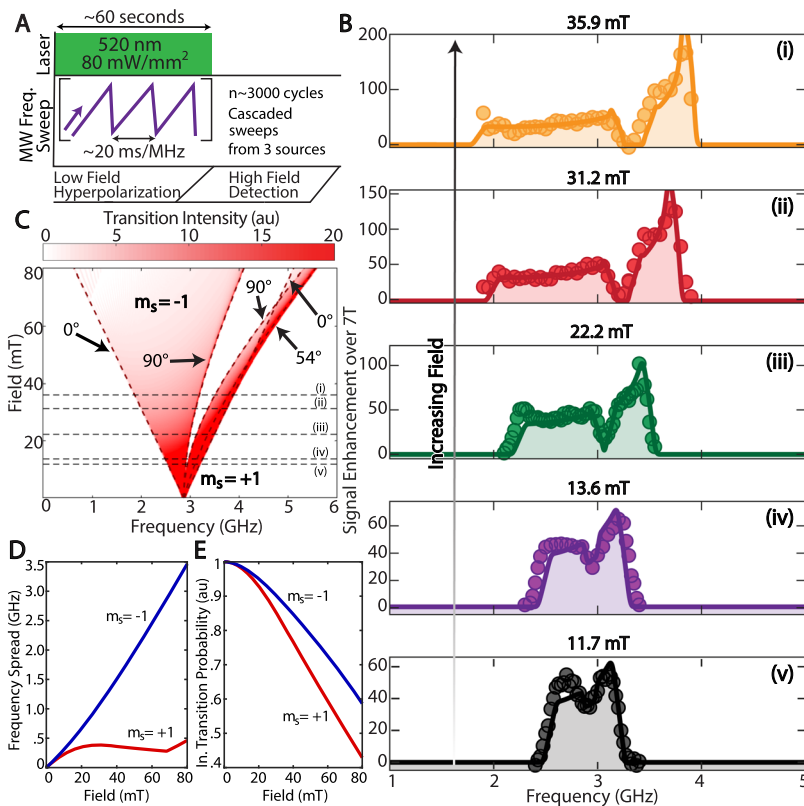 A
~60 seconds
Laser
520 nm
80 mW/mm²
MW Freq.
Sweep
~20 ms/MHz
n~3000 cycles
Cascaded
sweeps
from 3 sources
Low Field
Hyperpolarization
High Field
Detection
C
Transition Intensity (au)
0 5 10 15 20
80
60
40
20
Field (mT)
mₛ= -1
mₛ= +1
0°
90°
90°
0°
54°
(i)
(ii)
(iii)
(iv)
(v)
0 1 2 3 4 5 6
Frequency (GHz)
D
3.5
3.0
2.5
2.0
1.5
1.0
.5
0
Frequency Spread (GHz)
mₛ= -1
mₛ= +1
0 20 40 60 80
Field (mT)
E
1
.9
.8
.7
.6
.5
.4
In. Transition Probability (au)
mₛ= -1
mₛ= +1
0 20 40 60 80
Field (mT)
B
Signal Enhancement over 7T
Increasing Field
35.9 mT
(i)
200
100
0
31.2 mT
(ii)
150
100
50
0
22.2 mT
(iii)
100
50
0
13.6 mT
(iv)
60
40
20
0
11.7 mT
(v)
60
40
20
0
1 2 3 4 5
Frequency (GHz)